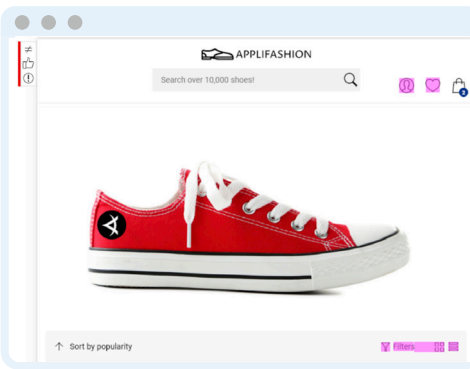 APPLIFASHION
Search over 10,000 shoes!
Sort by popularity
Filters